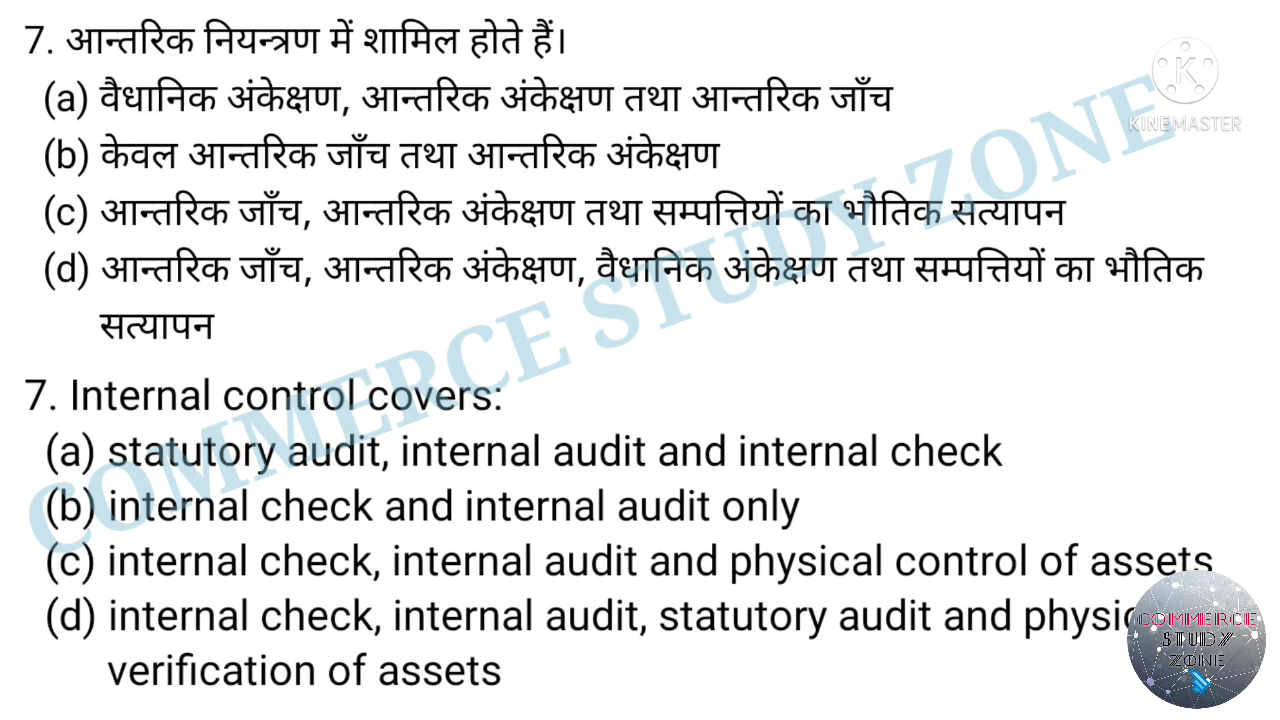 7. आन्तरिक नियन्त्रण में शामिल होते हैं।
(a) वैधानिक अंकेक्षण, आन्तरिक अंकेक्षण तथा आन्तरिक जाँच
(b) केवल आन्तरिक जाँच तथा आन्तरिक अंकेक्षण
(c) आन्तरिक जाँच, आन्तरिक अंकेक्षण तथा सम्पत्तियों का भौतिक सत्यापन
(d) आन्तरिक जाँच, आन्तरिक अंकेक्षण, वैधानिक अंकेक्षण तथा सम्पत्तियों का भौतिक
सत्यापन
K
KINEMASTER
COMMERCE STUDY ZONE
7. Internal control covers:
(a) statutory audit, internal audit and internal check
(b) internal check and internal audit only
(c) internal check, internal audit and physical control of assets
(d) internal check, internal audit, statutory audit and
verification of assets
COMMERCE
STUDY
ZONE